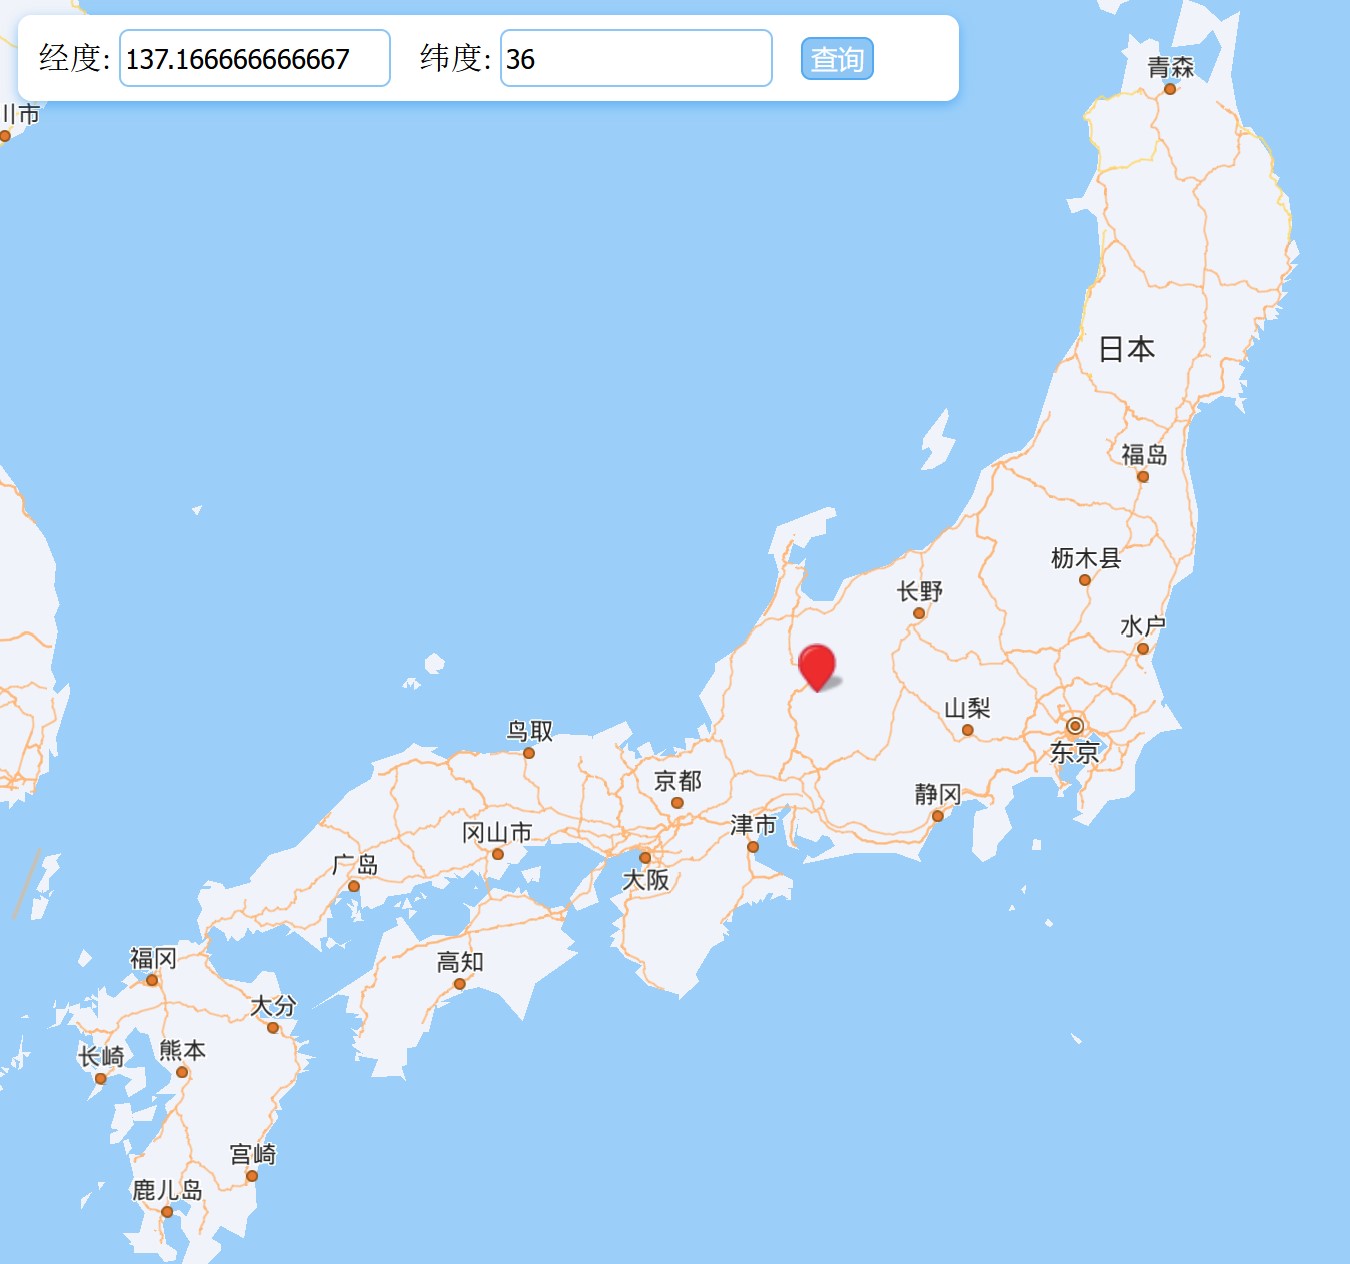 经度: 137.166666666667 纬度: 36 查询
青森
川市
日本
福岛
枥木县
长野
水户
山梨
鸟取
东京
京都
静冈
津市
冈山市
广岛
大阪
福冈
高知
大分
熊本
长崎
宫崎
鹿儿岛